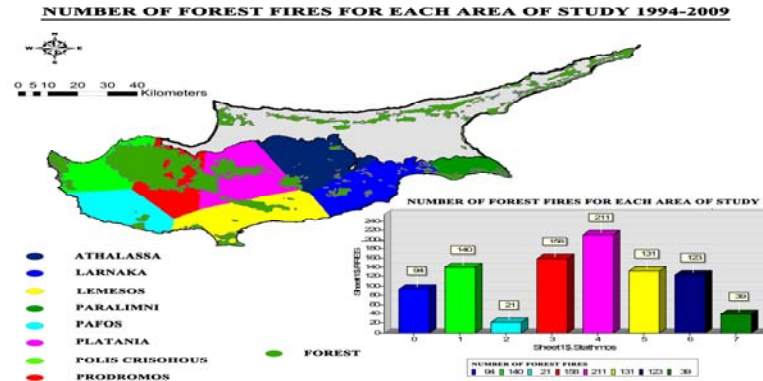 NUMBER OF FOREST FIRES FOR EACH AREA OF STUDY 1994-2009
N
W E
S
0 5 10 20 30 40
Kilometers
ATHALASSA
LARNAKA
LEMESOS
PARALIMNI
PAFOS
PLATANIA
POLIS CRISOHOUS
PRODROMOS
FOREST
NUMBER OF FOREST FIRES FOR EACH AREA OF STUDY
240
220
200
180
160
140
120
100
80
60
40
20
0
94 140 21 158 211 131 123 39
0 1 2 3 4 5 6 7
Sheet1$.Stathmos
NUMBER OF FOREST FIRES
94 140 21 158 211 131 123 39